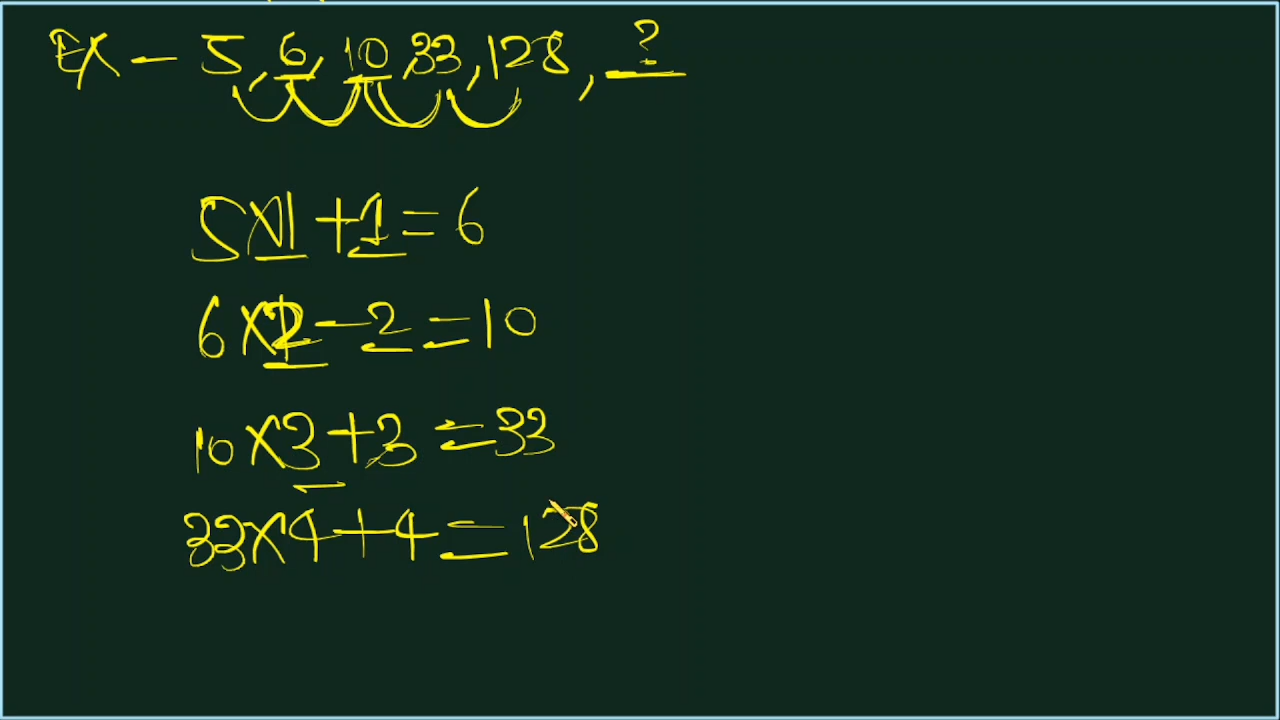 Ex - 5, 6, 10, 33, 128, ?
5×1 + 1 = 6
6×2 - 2 = 10
10×3 + 3 = 33
33×4 + 4 = 128